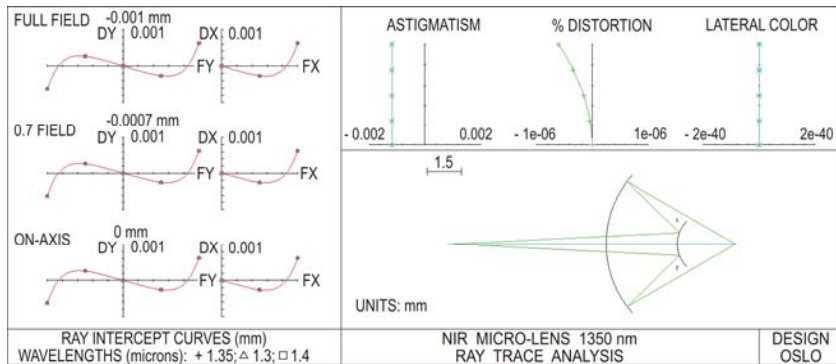 FULL FIELD -0.001 mm
DY 0.001 DX 0.001
FY FX
0.7 FIELD -0.0007 mm
DY 0.001 DX 0.001
FY FX
ON-AXIS 0 mm
DY 0.001 DX 0.001
FY FX
RAY INTERCEPT CURVES (mm)
WAVELENGTHS (microns): + 1.35; △ 1.3; □ 1.4
ASTIGMATISM % DISTORTION LATERAL COLOR
- 0.002 0.002 - 1e-06 1e-06 - 2e-40 2e-40
1.5
UNITS: mm
NIR MICRO-LENS 1350 nm
RAY TRACE ANALYSIS
DESIGN
OSLO